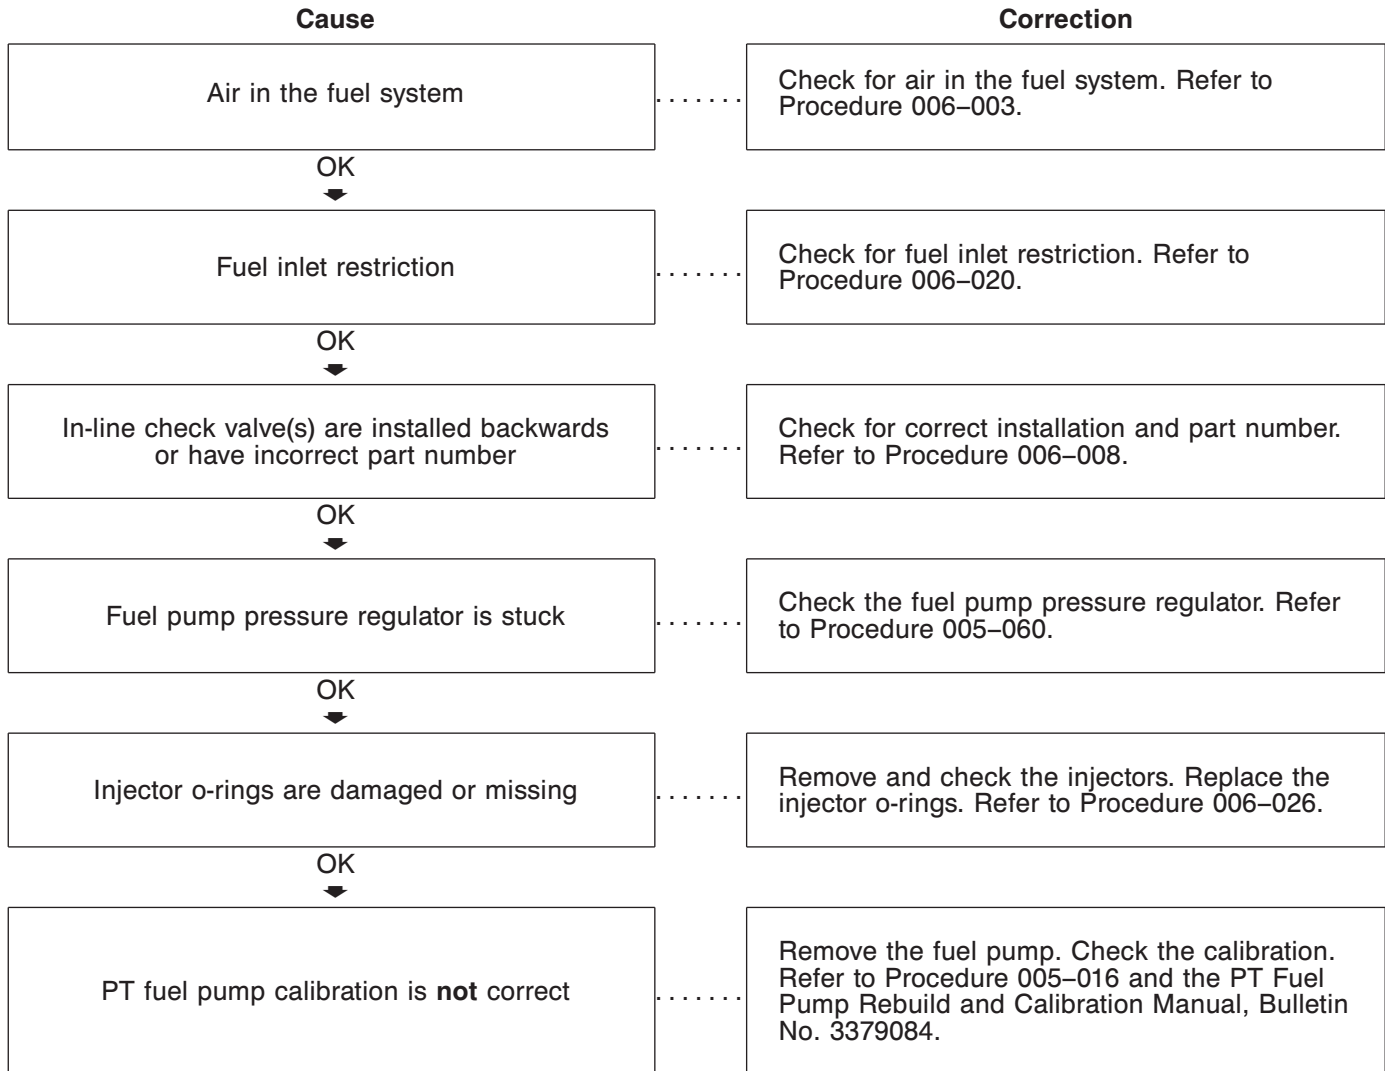 Cause
Correction
Air in the fuel system
. . . . . . .
Check for air in the fuel system. Refer to
Procedure 006–003.
OK
Fuel inlet restriction
. . . . . . .
Check for fuel inlet restriction. Refer to
Procedure 006–020.
OK
In-line check valve(s) are installed backwards
or have incorrect part number
. . . . . . .
Check for correct installation and part number.
Refer to Procedure 006–008.
OK
Fuel pump pressure regulator is stuck
. . . . . . .
Check the fuel pump pressure regulator. Refer
to Procedure 005–060.
OK
Injector o-rings are damaged or missing
. . . . . . .
Remove and check the injectors. Replace the
injector o-rings. Refer to Procedure 006–026.
OK
PT fuel pump calibration is not correct
. . . . . . .
Remove the fuel pump. Check the calibration.
Refer to Procedure 005–016 and the PT Fuel
Pump Rebuild and Calibration Manual, Bulletin
No. 3379084.